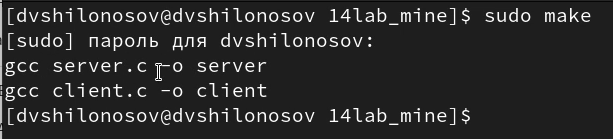 [dvshilonosov@dvshilonosov 14lab_mine]$ sudo make
[sudo] пароль для dvshilonosov:
gcc server.c -o server
gcc client.c -o client
[dvshilonosov@dvshilonosov 14lab_mine]$